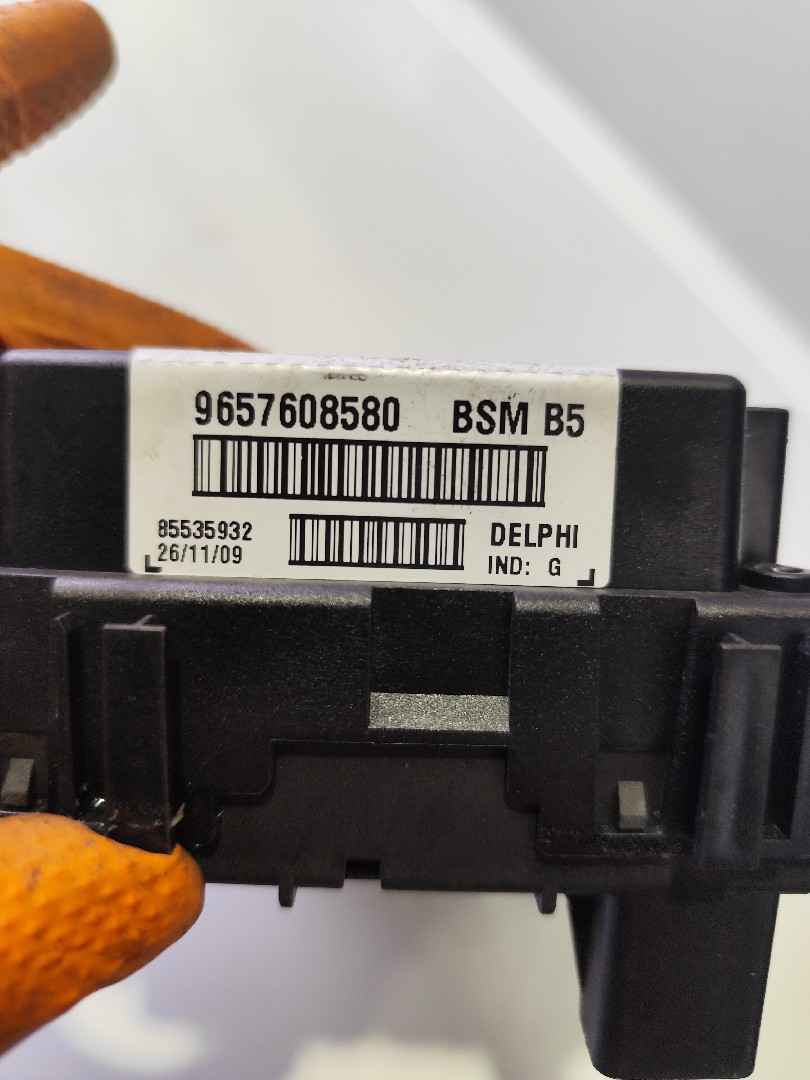 9657608580 BSM B5
85535932 DELPHI
26/11/09 IND: G